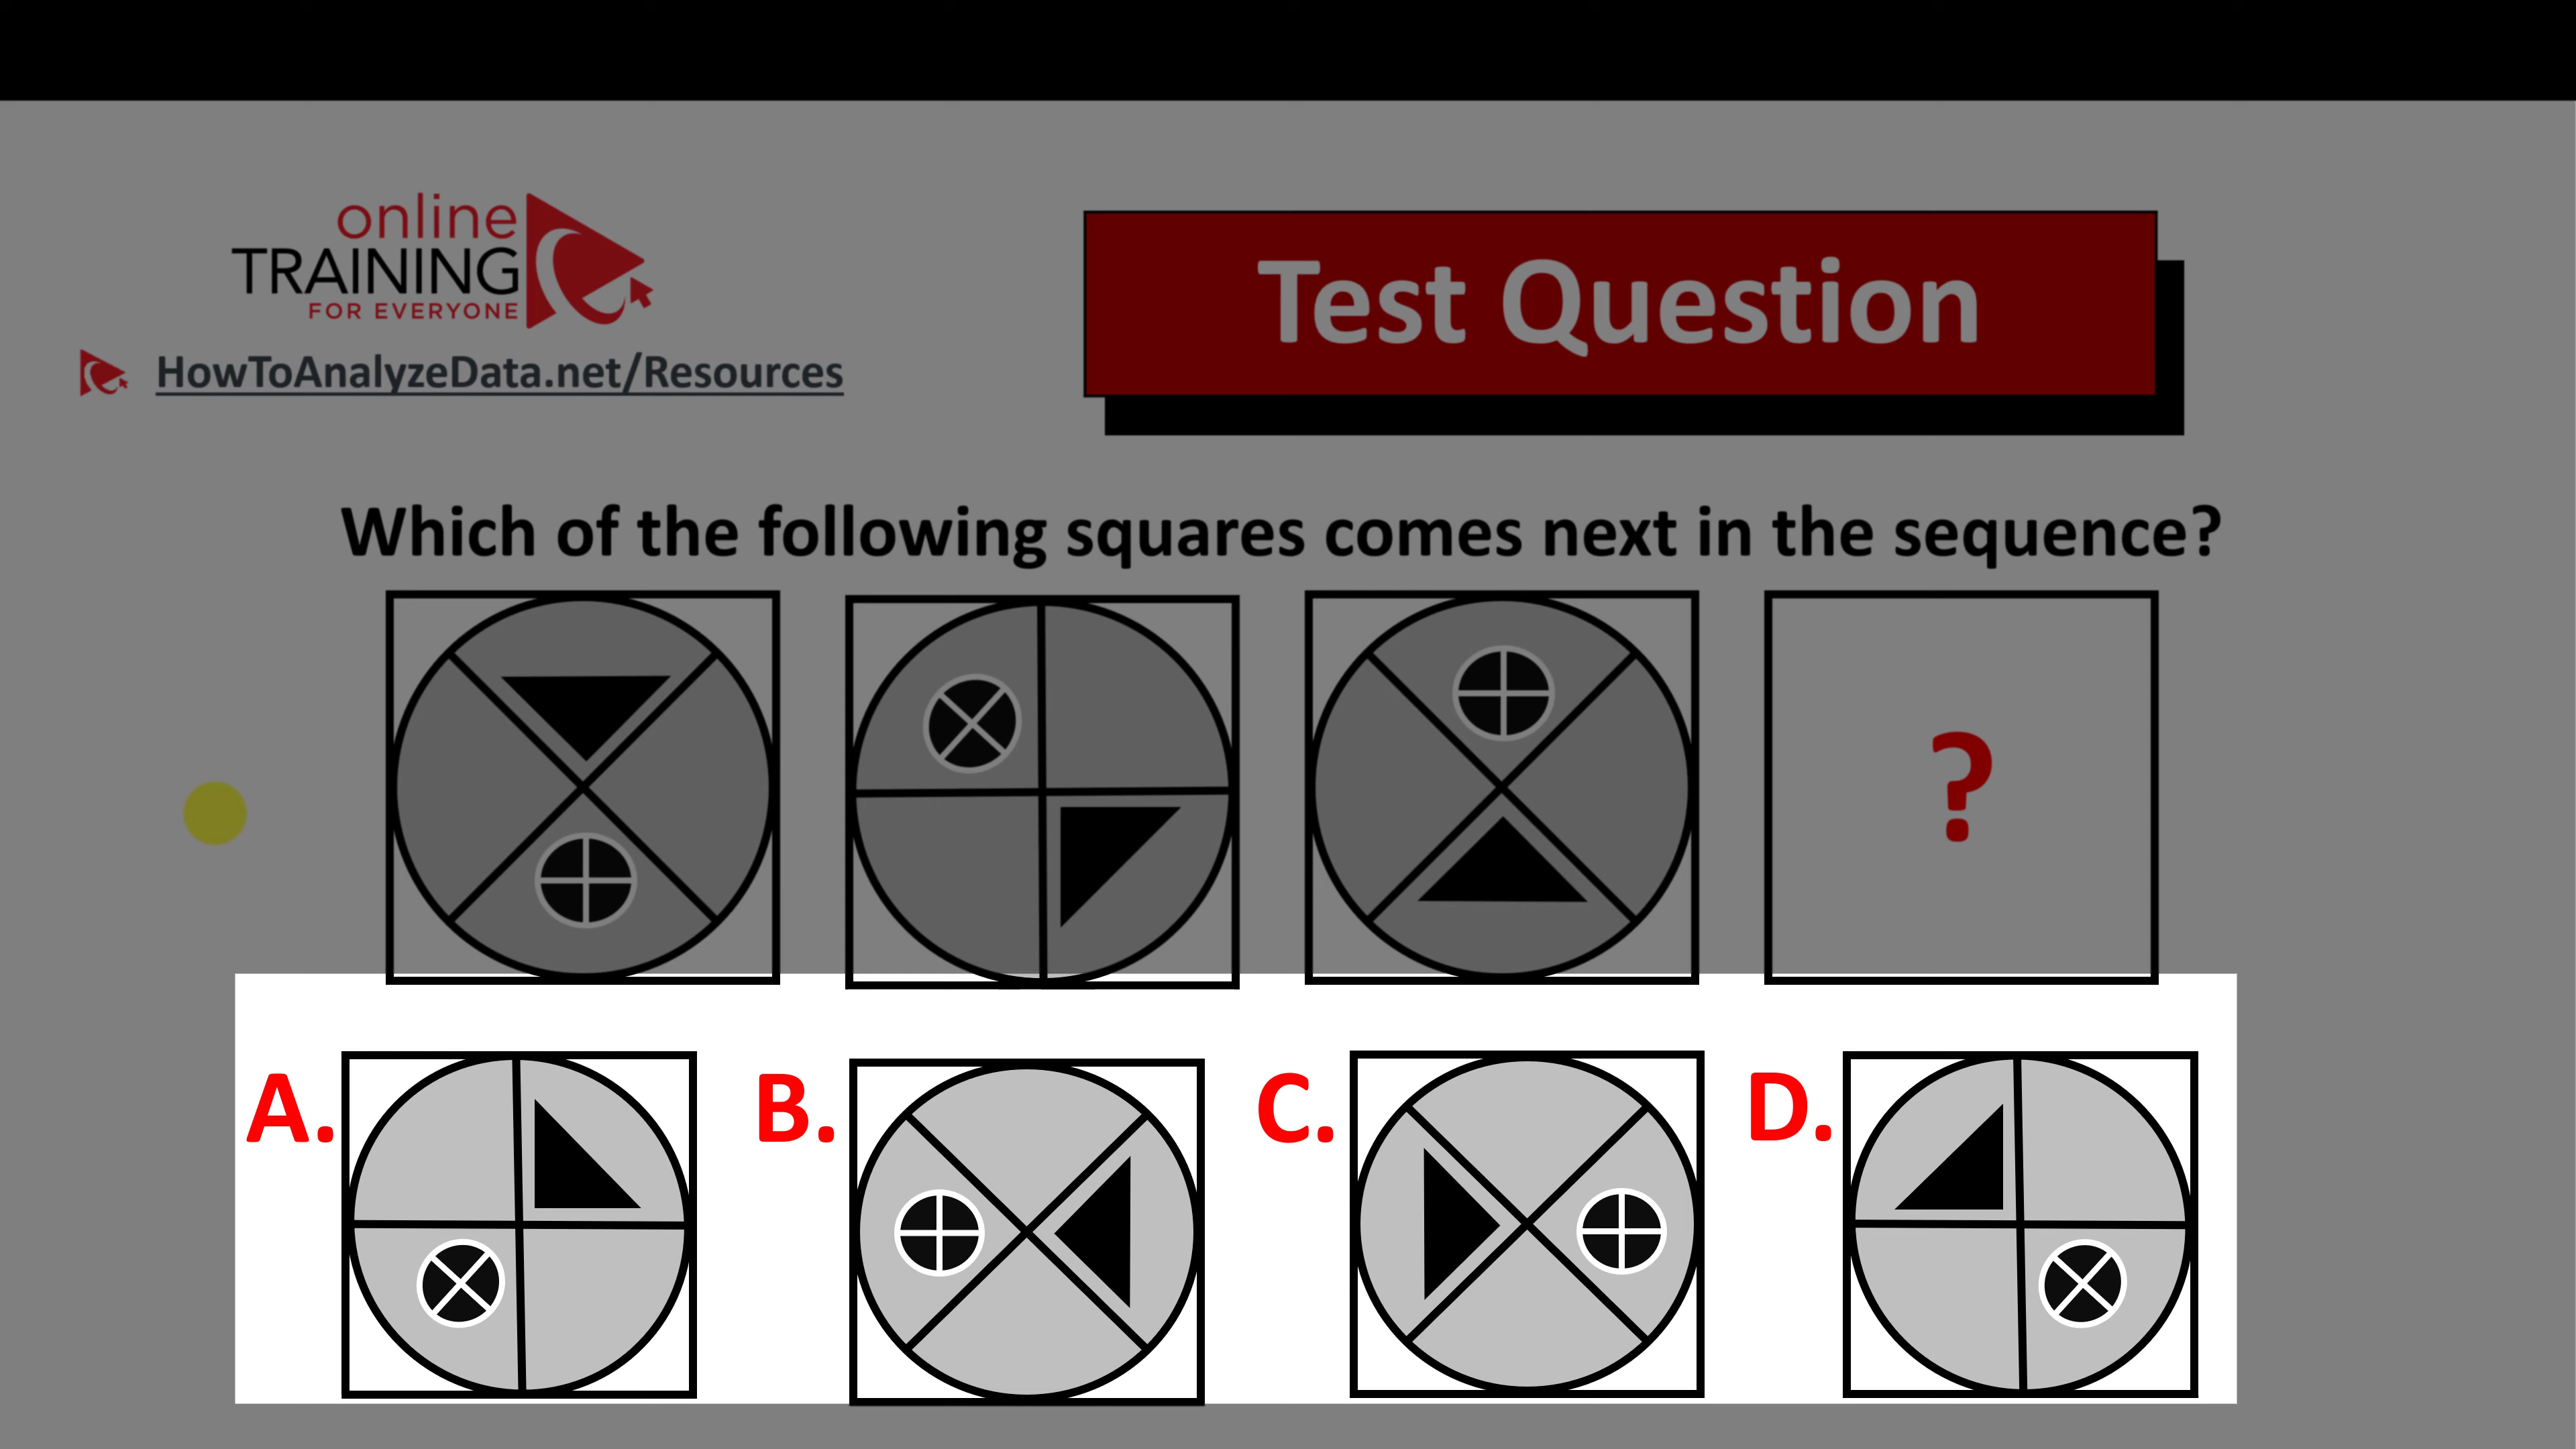 online
TRAINING
FOR EVERYONE
HowToAnalyzeData.net/Resources
Test Question
Which of the following squares comes next in the sequence?
?
A.
B.
C.
D.